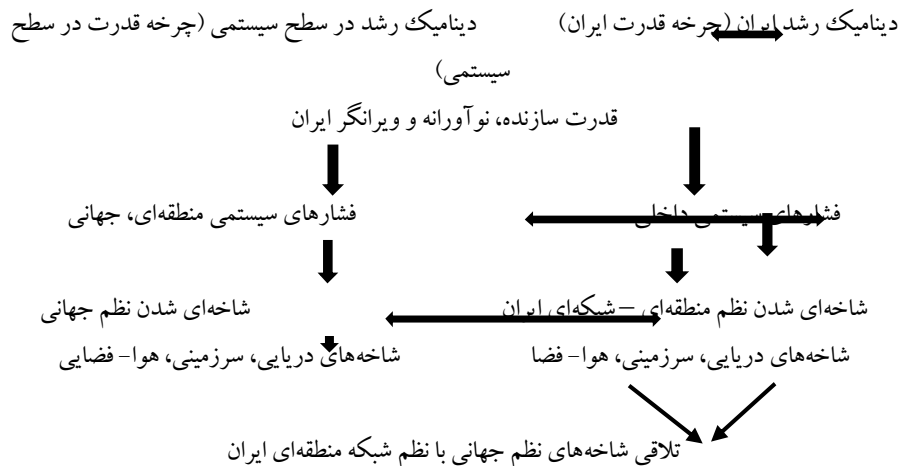 دینامیک رشد ایران (چرخه قدرت ایران) دینامیک رشد در سطح سیستمی (چرخه قدرت در سطح
سیستمی)
قدرت سازنده، نوآورانه و ویرانگر ایران
فشارهای سیستمی داخلی فشارهای سیستمی منطقه‌ای، جهانی
شاخه‌ای شدن نظم منطقه‌ای – شبکه‌ای ایران شاخه‌ای شدن نظم جهانی
شاخه‌های دریایی، سرزمینی، هوا- فضا شاخه‌های دریایی، سرزمینی، هوا- فضایی
تلاقی شاخه‌های نظم جهانی با نظم شبکه منطقه‌ای ایران